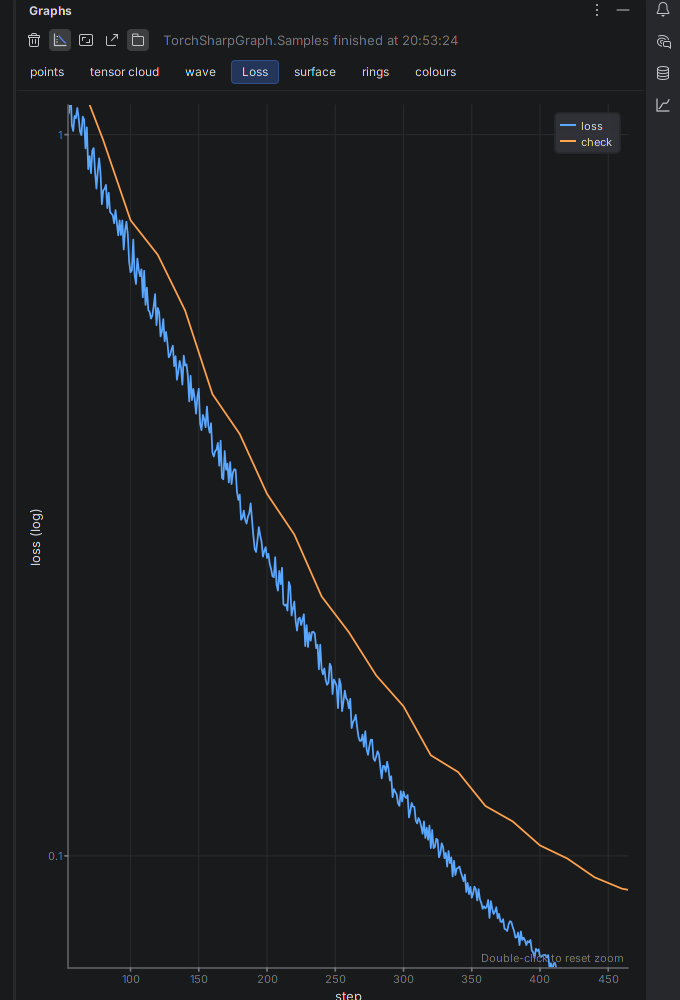 Graphs
TorchSharpGraph.Samples finished at 20:53:24
points tensor cloud wave Loss surface rings colours
loss
check
1
loss (log)
0.1
Double-click to reset zoom
100 150 200 250 300 350 400 450
step